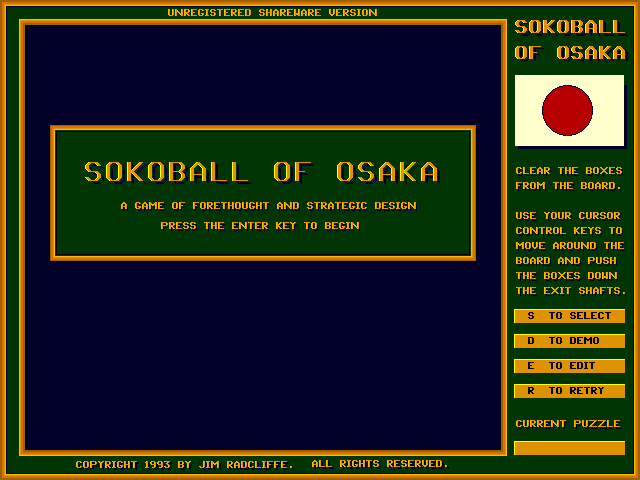 UNREGISTERED SHAREWARE VERSION
SOKOBALL OF OSAKA
A GAME OF FORETHOUGHT AND STRATEGIC DESIGN
PRESS THE ENTER KEY TO BEGIN
COPYRIGHT 1993 BY JIM RADCLIFFE. ALL RIGHTS RESERVED.
SOKOBALL
OF OSAKA
CLEAR THE BOXES
FROM THE BOARD.
USE YOUR CURSOR
CONTROL KEYS TO
MOVE AROUND THE
BOARD AND PUSH
THE BOXES DOWN
THE EXIT SHAFTS.
S TO SELECT
D TO DEMO
E TO EDIT
R TO RETRY
CURRENT PUZZLE